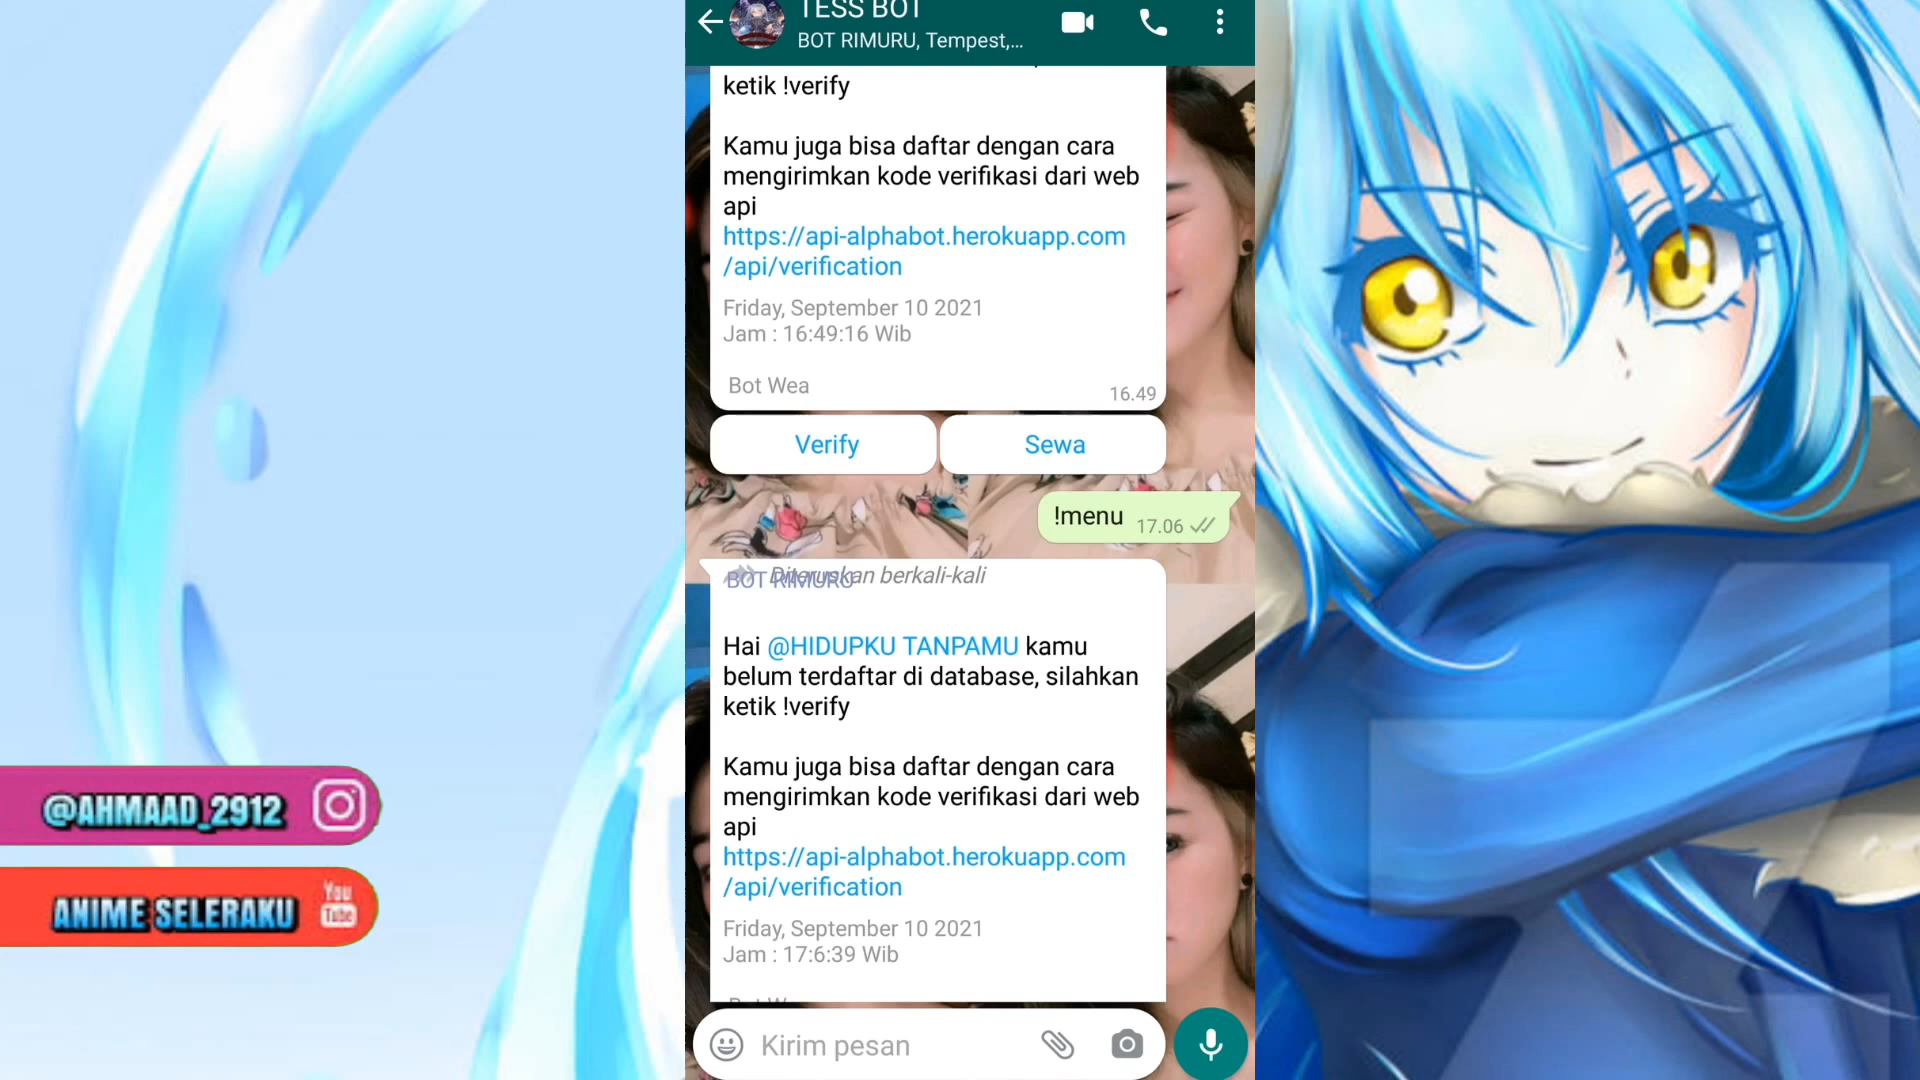 TESS BOT
BOT RIMURU, Tempest,...
ketik !verify
Kamu juga bisa daftar dengan cara
mengirimkan kode verifikasi dari web
api
https://api-alphabot.herokuapp.com
/api/verification
Friday, September 10 2021
Jam : 16:49:16 Wib
Bot Wea
16.49
Verify
Sewa
!menu 17.06
Diteruskan berkali-kali
BOT RIMURU
Hai @HIDUPKU TANPAMU kamu
belum terdaftar di database, silahkan
ketik !verify
Kamu juga bisa daftar dengan cara
mengirimkan kode verifikasi dari web
api
https://api-alphabot.herokuapp.com
/api/verification
Friday, September 10 2021
Jam : 17:6:39 Wib
Kirim pesan
@AHMAAD_2912
ANIME SELERAKU
You
Tube